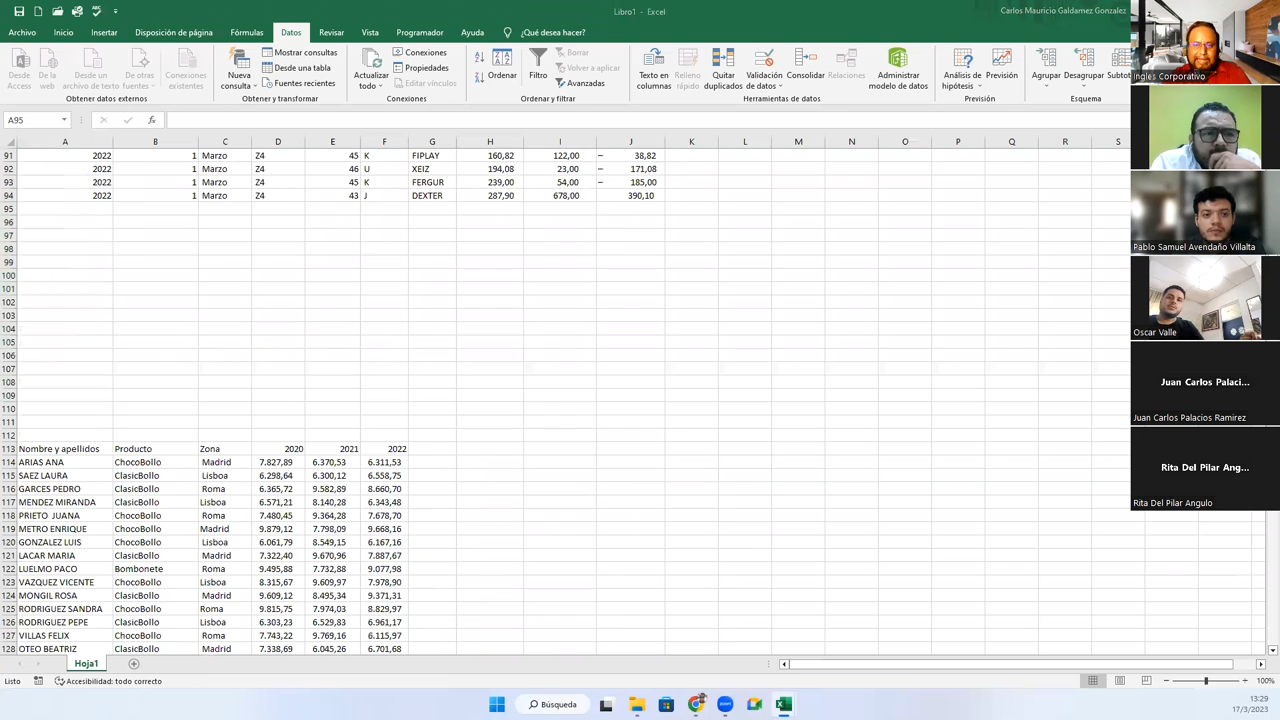 Libro1 - Excel
Carlos Mauricio Galdamez Gonzalez
Archivo Inicio Insertar Disposición de página Fórmulas Datos Revisar Vista Programador Ayuda ¿Qué desea hacer?
Desde Access
De la web
Desde un archivo de texto
De otras fuentes
Conexiones existentes
Obtener datos externos
Nueva consulta
Mostrar consultas
Desde una tabla
Fuentes recientes
Obtener y transformar
Actualizar todo
Conexiones
Propiedades
Editar vínculos
Conexiones
Ordenar
Filtro
Borrar
Volver a aplicar
Avanzadas
Ordenar y filtrar
Texto en columnas
Relleno rápido
Quitar duplicados
Validación de datos
Consolidar
Relaciones
Administrar modelo de datos
Herramientas de datos
Análisis de hipótesis
Previsión
Previsión
Agrupar
Desagrupar
Subtot
Esquema
A95
fx
A B C D E F G H I J K L M N O P Q R S
91 2022 1 Marzo Z4 45 K FIPLAY 160,82 122,00 – 38,82
92 2022 1 Marzo Z4 46 U XEIZ 194,08 23,00 – 171,08
93 2022 1 Marzo Z4 45 K FERGUR 239,00 54,00 – 185,00
94 2022 1 Marzo Z4 43 J DEXTER 287,90 678,00 390,10
95
96
97
98
99
100
101
102
103
104
105
106
107
108
109
110
111
112
113 Nombre y apellidos Producto Zona 2020 2021 2022
114 ARIAS ANA ChocoBollo Madrid 7.827,89 6.370,53 6.311,53
115 SAEZ LAURA ClasicBollo Lisboa 6.298,64 6.300,12 6.558,75
116 GARCES PEDRO ClasicBollo Roma 6.365,72 9.582,89 8.660,70
117 MENDEZ MIRANDA ClasicBollo Lisboa 6.571,21 8.140,28 6.343,48
118 PRIETO JUANA ChocoBollo Roma 7.480,45 9.364,28 7.678,70
119 METRO ENRIQUE ChocoBollo Madrid 9.879,12 7.798,09 9.668,16
120 GONZALEZ LUIS ChocoBollo Lisboa 6.061,79 8.549,15 6.167,16
121 LACAR MARIA ClasicBollo Madrid 7.322,40 9.670,96 7.887,67
122 LUELMO PACO Bombonete Roma 9.495,88 7.732,88 9.077,98
123 VAZQUEZ VICENTE ChocoBollo Lisboa 8.315,67 9.609,97 7.978,90
124 MONGIL ROSA ClasicBollo Madrid 9.609,12 8.495,34 9.371,31
125 RODRIGUEZ SANDRA ChocoBollo Roma 9.815,75 7.974,03 8.829,97
126 RODRIGUEZ PEPE ClasicBollo Lisboa 6.303,23 6.529,83 6.961,17
127 VILLAS FELIX ChocoBollo Roma 7.743,22 9.769,16 6.115,97
128 OTEO BEATRIZ ClasicBollo Madrid 7.338,69 6.045,26 6.701,68
Hoja1
Listo
Accesibilidad: todo correcto
100%
Búsqueda
13:29
17/3/2023
Ingles Corporativo
Pablo Samuel Avendaño Villalta
Oscar Valle
Juan Carlos Palaci...
Juan Carlos Palacios Ramirez
Rita Del Pilar Ang...
Rita Del Pilar Angulo